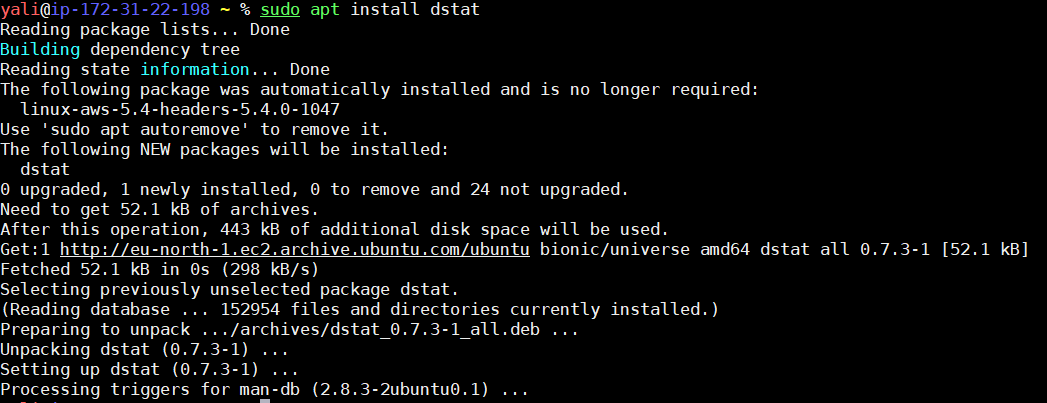 yali@ip-172-31-22-198 ~ % sudo apt install dstat
Reading package lists... Done
Building dependency tree
Reading state information... Done
The following package was automatically installed and is no longer required:
  linux-aws-5.4-headers-5.4.0-1047
Use 'sudo apt autoremove' to remove it.
The following NEW packages will be installed:
  dstat
0 upgraded, 1 newly installed, 0 to remove and 24 not upgraded.
Need to get 52.1 kB of archives.
After this operation, 443 kB of additional disk space will be used.
Get:1 http://eu-north-1.ec2.archive.ubuntu.com/ubuntu bionic/universe amd64 dstat all 0.7.3-1 [52.1 kB]
Fetched 52.1 kB in 0s (298 kB/s)
Selecting previously unselected package dstat.
(Reading database ... 152954 files and directories currently installed.)
Preparing to unpack .../archives/dstat_0.7.3-1_all.deb ...
Unpacking dstat (0.7.3-1) ...
Setting up dstat (0.7.3-1) ...
Processing triggers for man-db (2.8.3-2ubuntu0.1) ...